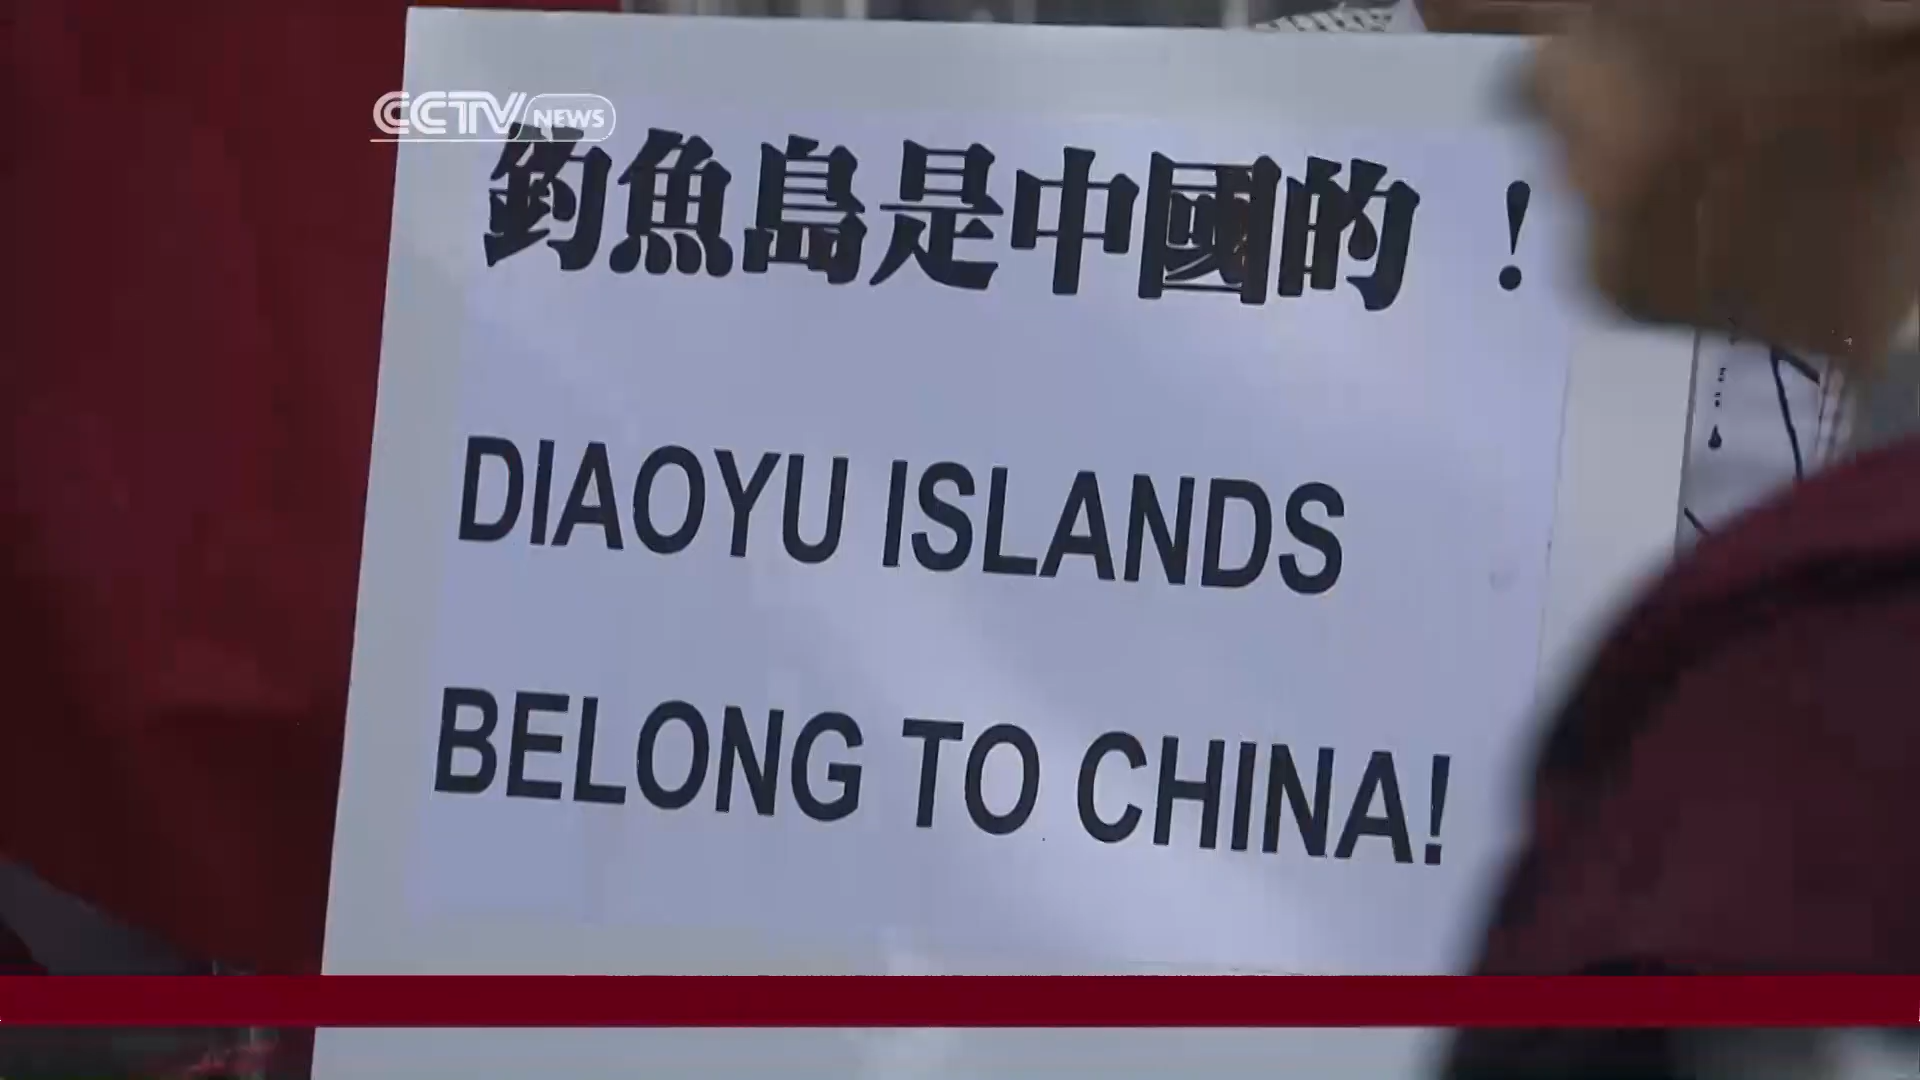 CCTV NEWS
釣魚島是中國的！
DIAOYU ISLANDS
BELONG TO CHINA!